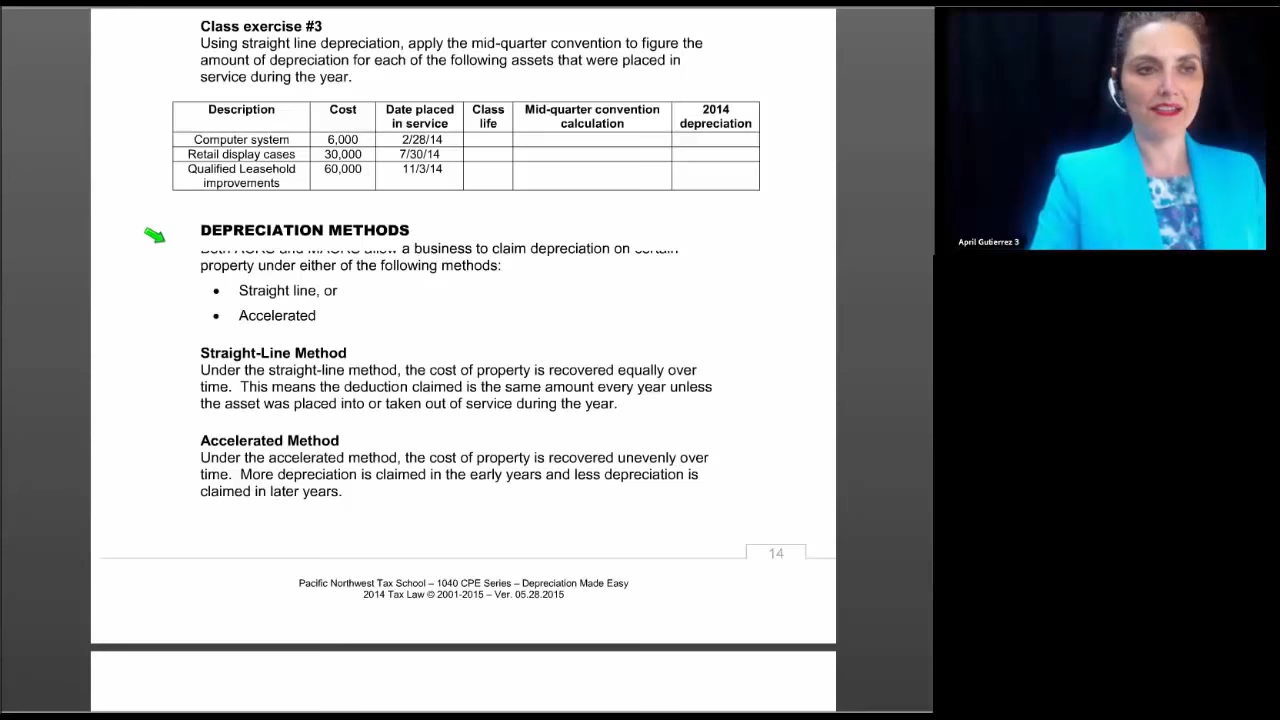 Class exercise #3
Using straight line depreciation, apply the mid-quarter convention to figure the
amount of depreciation for each of the following assets that were placed in
service during the year.
Description Cost Date placed in service Class life Mid-quarter convention calculation 2014 depreciation
Computer system 6,000 2/28/14
Retail display cases 30,000 7/30/14
Qualified Leasehold improvements 60,000 11/3/14
DEPRECIATION METHODS
Both ACRS and MACRS allow a business to claim depreciation on certain
property under either of the following methods:
• Straight line, or
• Accelerated
Straight-Line Method
Under the straight-line method, the cost of property is recovered equally over
time. This means the deduction claimed is the same amount every year unless
the asset was placed into or taken out of service during the year.
Accelerated Method
Under the accelerated method, the cost of property is recovered unevenly over
time. More depreciation is claimed in the early years and less depreciation is
claimed in later years.
14
Pacific Northwest Tax School – 1040 CPE Series – Depreciation Made Easy
2014 Tax Law © 2001-2015 – Ver. 05.28.2015
April Gutierrez 3